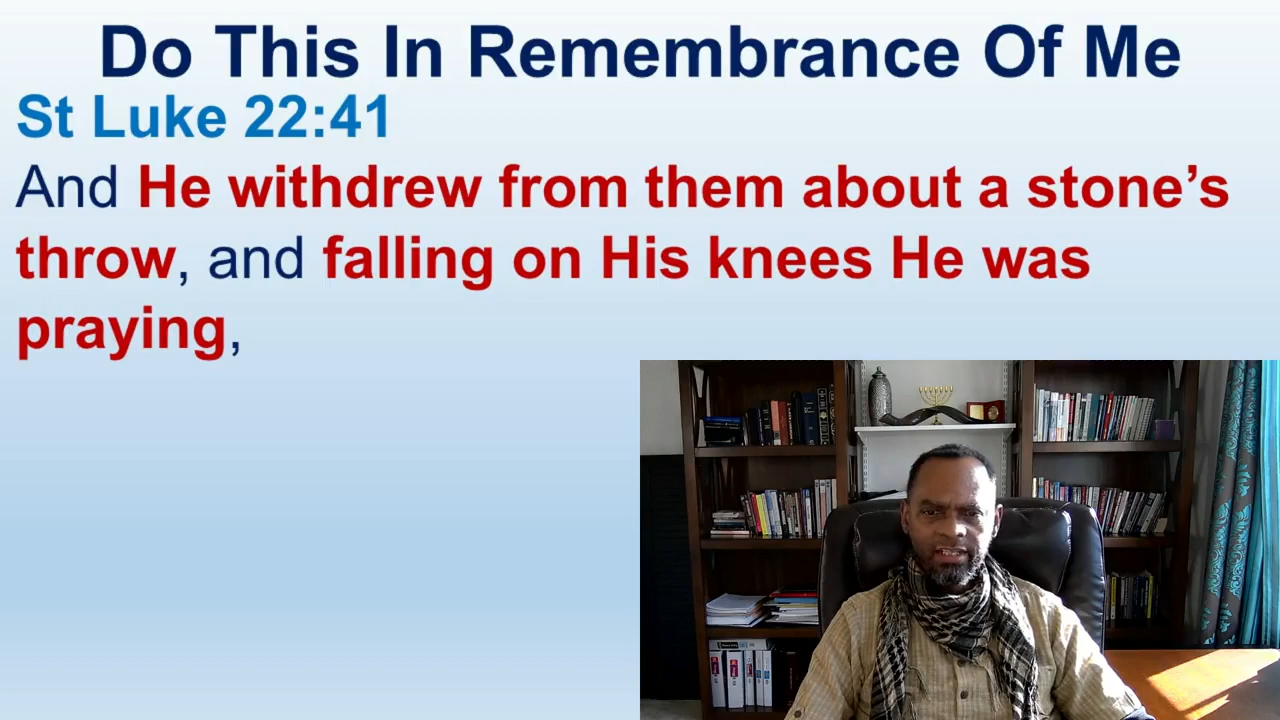 Do This In Remembrance Of Me
St Luke 22:41
And He withdrew from them about a stone’s
throw, and falling on His knees He was
praying,